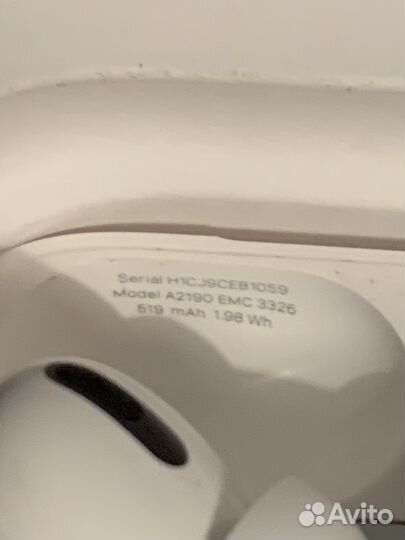 Serial H1CJ9CEB1059
Model A2190 EMC 3326
519 mAh 1.98 Wh
Avito